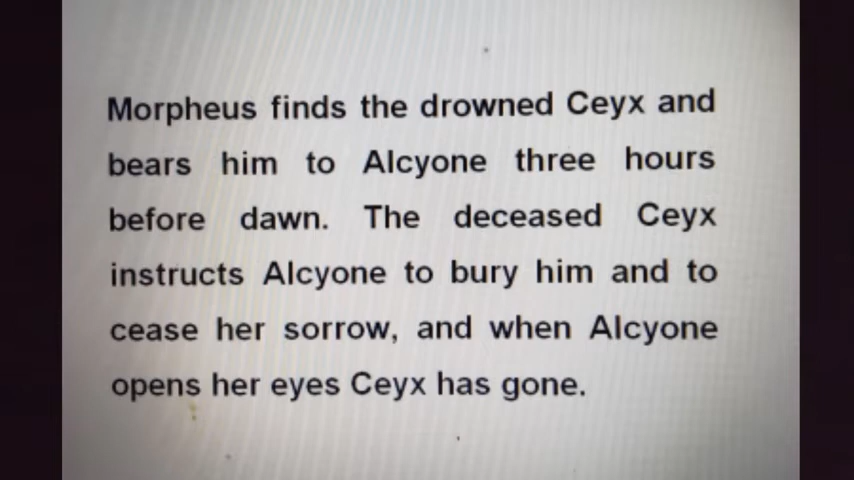 Morpheus finds the drowned Ceyx and
bears him to Alcyone three hours
before dawn. The deceased Ceyx
instructs Alcyone to bury him and to
cease her sorrow, and when Alcyone
opens her eyes Ceyx has gone.